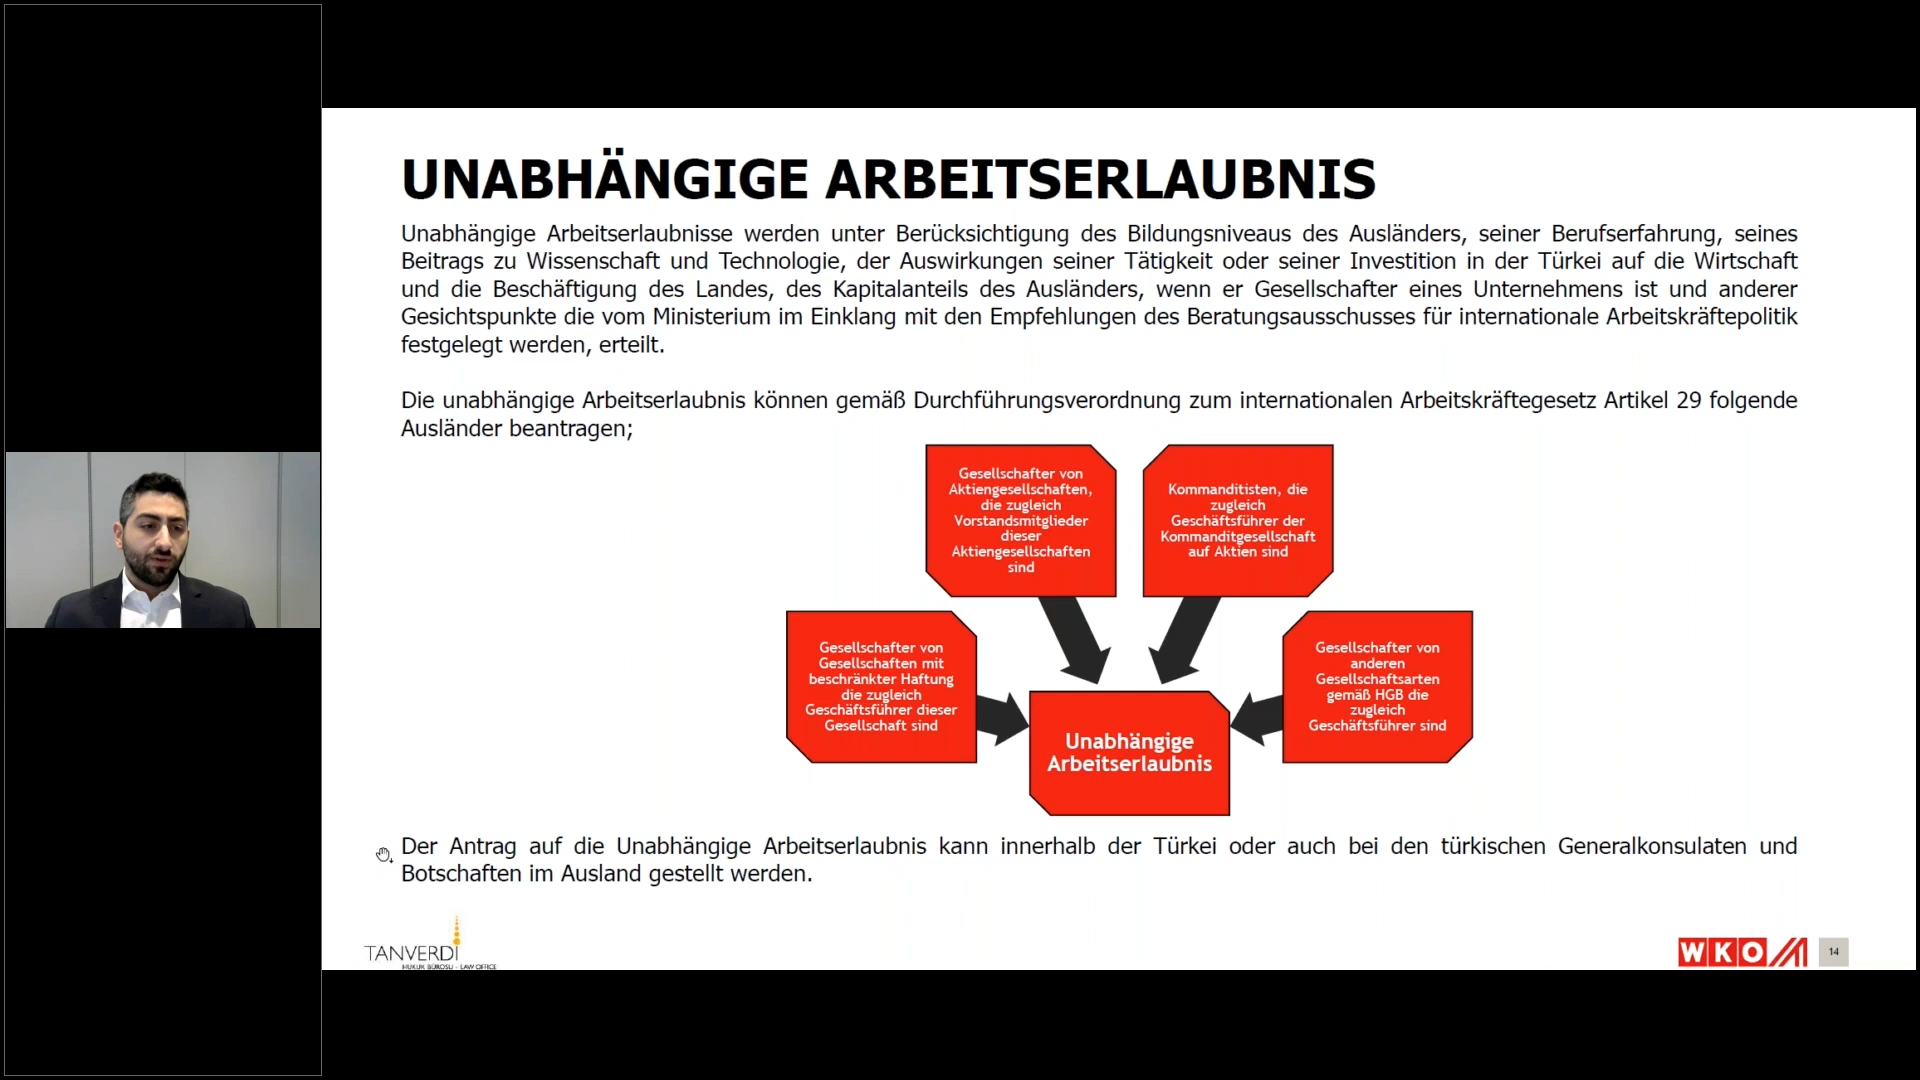 UNABHÄNGIGE ARBEITSERLAUBNIS
Unabhängige Arbeitserlaubnisse werden unter Berücksichtigung des Bildungsniveaus des Ausländers, seiner Berufserfahrung, seines
Beitrags zu Wissenschaft und Technologie, der Auswirkungen seiner Tätigkeit oder seiner Investition in der Türkei auf die Wirtschaft
und die Beschäftigung des Landes, des Kapitalanteils des Ausländers, wenn er Gesellschafter eines Unternehmens ist und anderer
Gesichtspunkte die vom Ministerium im Einklang mit den Empfehlungen des Beratungsausschusses für internationale Arbeitskräftepolitik
festgelegt werden, erteilt.
Die unabhängige Arbeitserlaubnis können gemäß Durchführungsverordnung zum internationalen Arbeitskräftegesetz Artikel 29 folgende
Ausländer beantragen;
Gesellschafter von
Aktiengesellschaften,
die zugleich
Vorstandsmitglieder
dieser
Aktiengesellschaften
sind
Kommanditisten, die
zugleich
Geschäftsführer der
Kommanditgesellschaft
auf Aktien sind
Gesellschafter von
Gesellschaften mit
beschränkter Haftung
die zugleich
Geschäftsführer dieser
Gesellschaft sind
Gesellschafter von
anderen
Gesellschaftsarten
gemäß HGB die
zugleich
Geschäftsführer sind
Unabhängige
Arbeitserlaubnis
Der Antrag auf die Unabhängige Arbeitserlaubnis kann innerhalb der Türkei oder auch bei den türkischen Generalkonsulaten und
Botschaften im Ausland gestellt werden.
TANVERDİ
HUKUK BÜROSU - LAW OFFICE
WKO
14